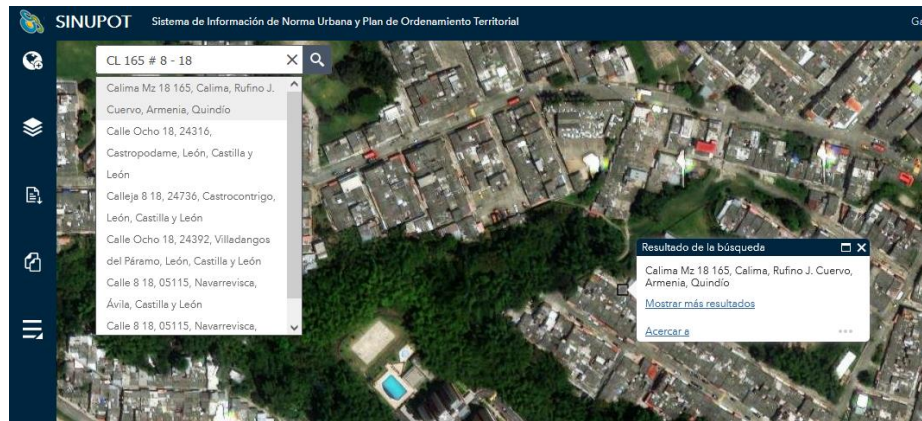 SINUPOT Sistema de Información de Norma Urbana y Plan de Ordenamiento Territorial
CL 165 # 8 - 18
Calima Mz 18 165, Calima, Rufino J.
Cuervo, Armenia, Quindío
Calle Ocho 18, 24316,
Castropodame, León, Castilla y
León
Calleja 8 18, 24736, Castrocontrigo,
León, Castilla y León
Calle Ocho 18, 24392, Villadangos
del Páramo, León, Castilla y León
Calle 8 18, 05115, Navarrevisca,
Ávila, Castilla y León
Calle 8 18, 05115, Navarrevisca,
Resultado de la búsqueda
Calima Mz 18 165, Calima, Rufino J. Cuervo,
Armenia, Quindío
Mostrar más resultados
Acercar a